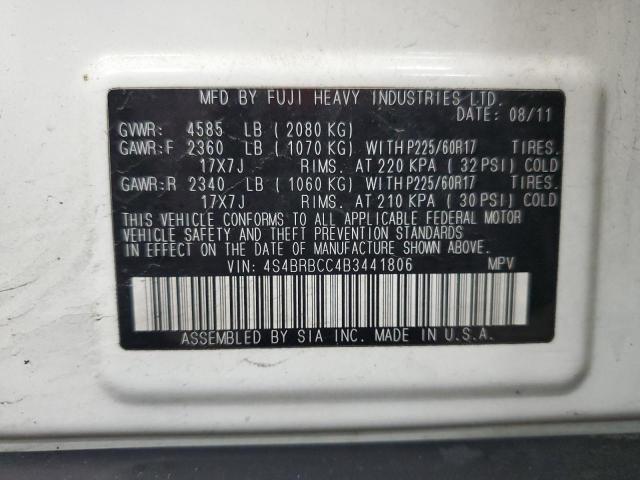 MFD BY FUJI HEAVY INDUSTRIES LTD.
DATE: 08/11
GVWR: 4585 LB (2080 KG)
GAWR:F 2360 LB (1070 KG) WITH P225/60R17 TIRES.
17X7J RIMS. AT 220 KPA (32 PSI) COLD
GAWR:R 2340 LB (1060 KG) WITH P225/60R17 TIRES.
17X7J RIMS. AT 210 KPA (30 PSI) COLD
THIS VEHICLE CONFORMS TO ALL APPLICABLE FEDERAL MOTOR
VEHICLE SAFETY AND THEFT PREVENTION STANDARDS
IN EFFECT ON THE DATE OF MANUFACTURE SHOWN ABOVE.
VIN: 4S4BRBCC4B3441806 MPV
ASSEMBLED BY SIA INC. MADE IN U.S.A.